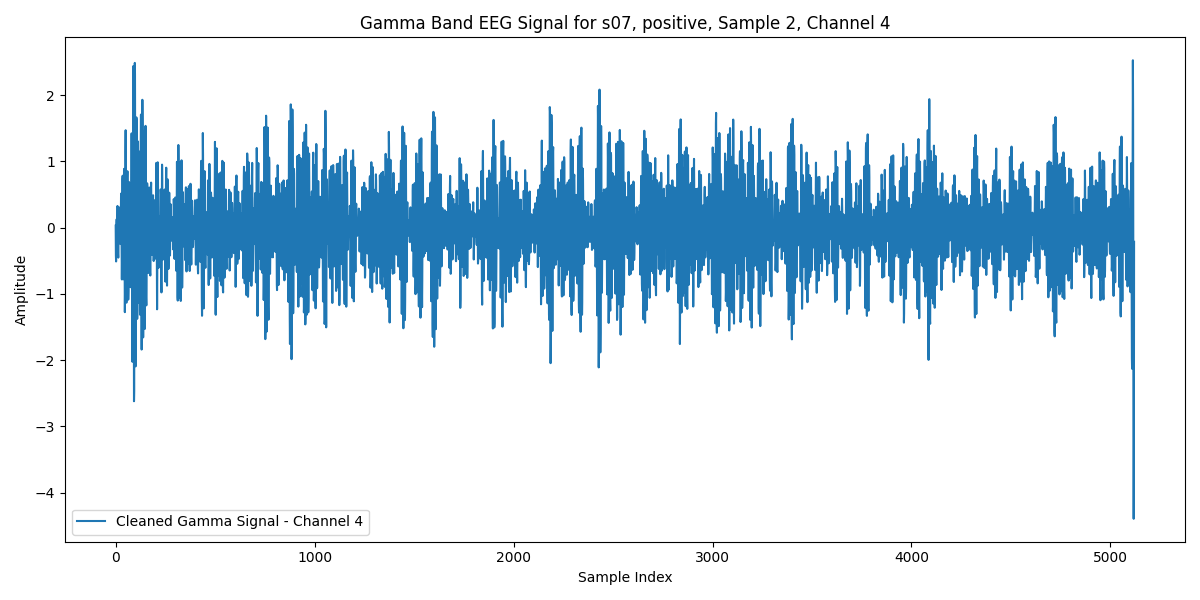 Gamma Band EEG Signal for s07, positive, Sample 2, Channel 4
2
1
0
−1
−2
−3
−4
Amplitude
Cleaned Gamma Signal - Channel 4
0 1000 2000 3000 4000 5000
Sample Index